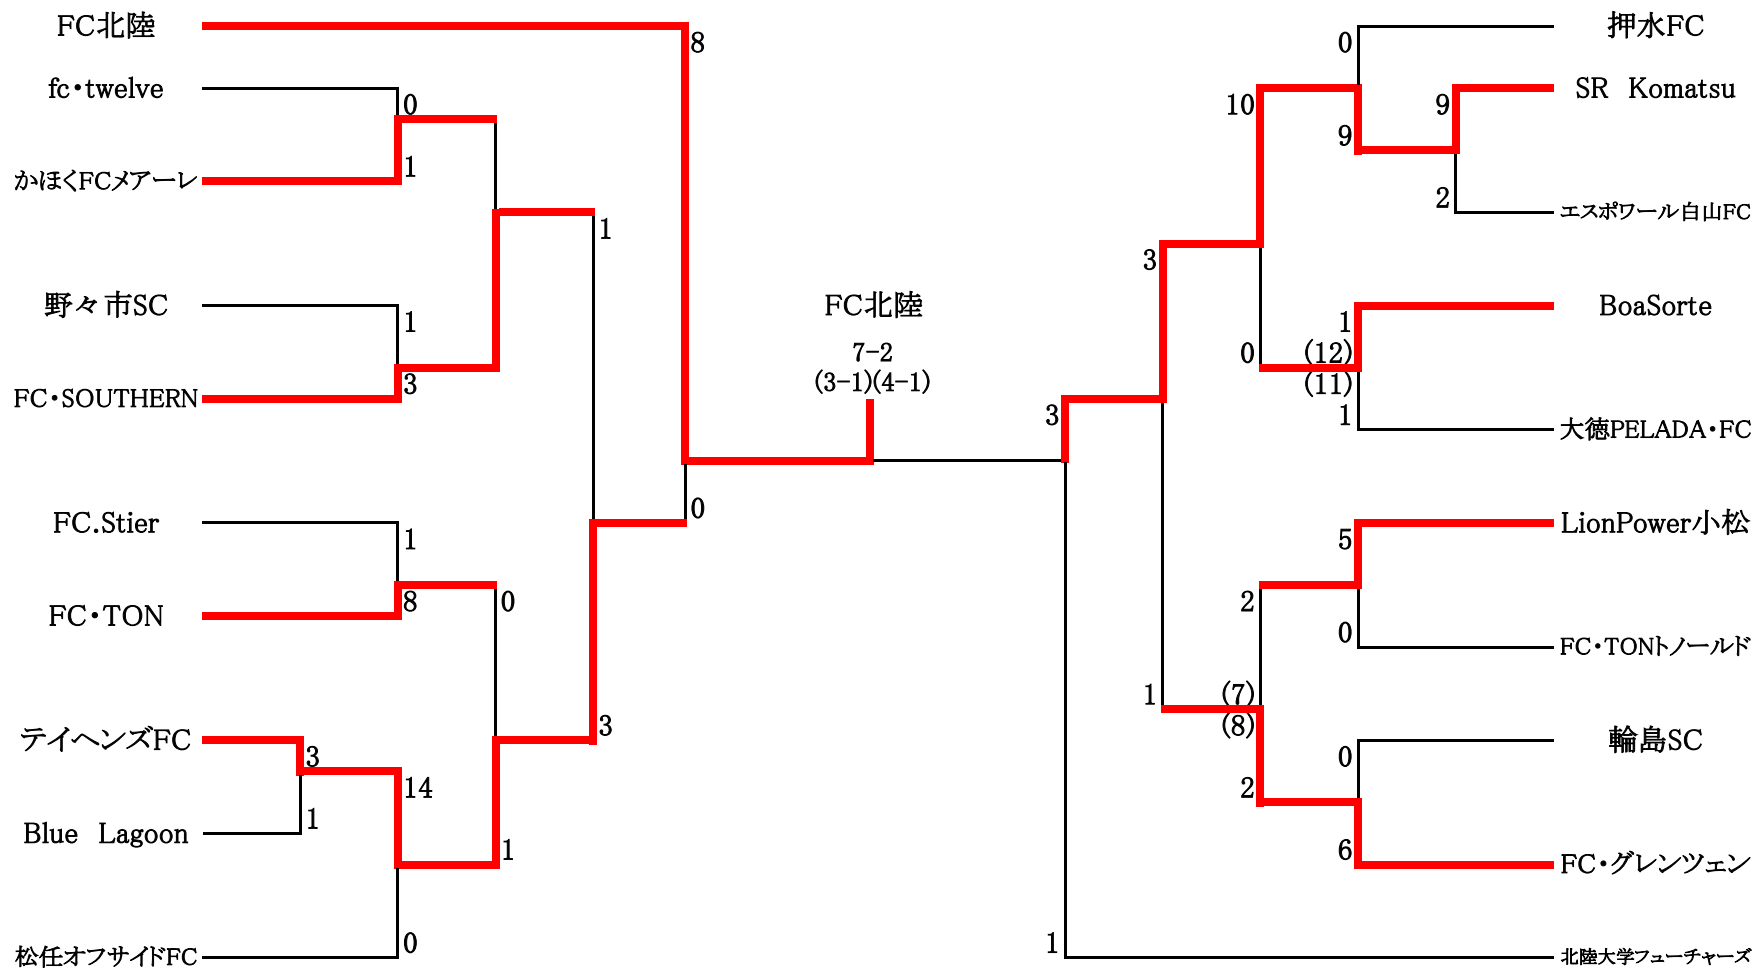 FC北陸
8
fc・twelve
0
かほくFCメアーレ
1
1
野々市SC
1
FC・SOUTHERN
3
FC.Stier
1
FC・TON
8
0
0
テイヘンズFC
3
3
14
Blue Lagoon
1
1
松任オフサイドFC
0
FC北陸
7-2
(3-1)(4-1)
押水FC
0
SR Komatsu
9
10
9
エスポワール白山FC
2
3
BoaSorte
1
(12)
0
(11)
大徳PELADA・FC
1
3
LionPower小松
5
2
FC・TONトノールド
0
(7)
1
(8)
輪島SC
0
2
FC・グレンツェン
6
北陸大学フューチャーズ
1